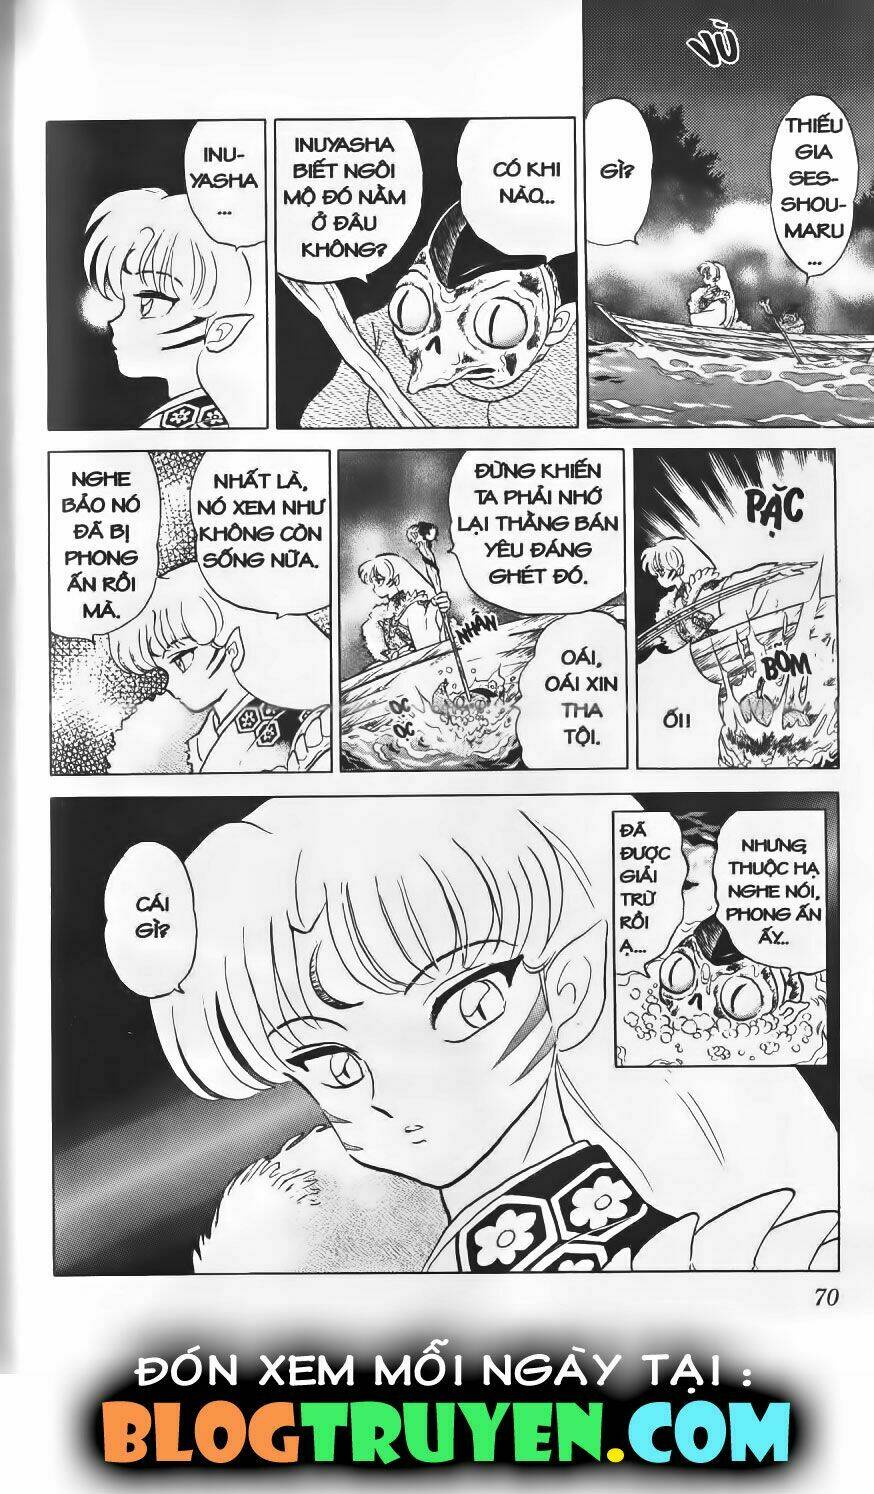 VÙ
THIẾU
GIA
SES-
SHOU-
MARU
...
GÌ?
CÓ KHI
NÀO...
INUYASHA
BIẾT NGÔI
MỘ ĐÓ NẰM
Ở ĐÂU
KHÔNG?
INU-
YASHA
...
PẶC
BÕM
ỐI!
ĐỪNG KHIẾN
TA PHẢI NHỚ
LẠI THẰNG BÁN
YÊU ĐÁNG
GHÉT ĐÓ.
NHẤN
OÁI,
OÁI XIN
THA
TỘI.
ỌC
ỌC
NHẤT LÀ,
NÓ XEM NHƯ
KHÔNG CÒN
SỐNG NỮA.
NGHE
BẢO NÓ
ĐÃ BỊ
PHONG
ẤN RỒI
MÀ.
NHƯNG,
THUỘC HẠ
NGHE NÓI,
PHONG ẤN
ẤY...
ĐÃ
ĐƯỢC
GIẢI
TRỪ
RỒI
Ạ...
CÁI
GÌ?
70
ĐÓN XEM MỖI NGÀY TẠI :
BLOGTRUYEN.COM